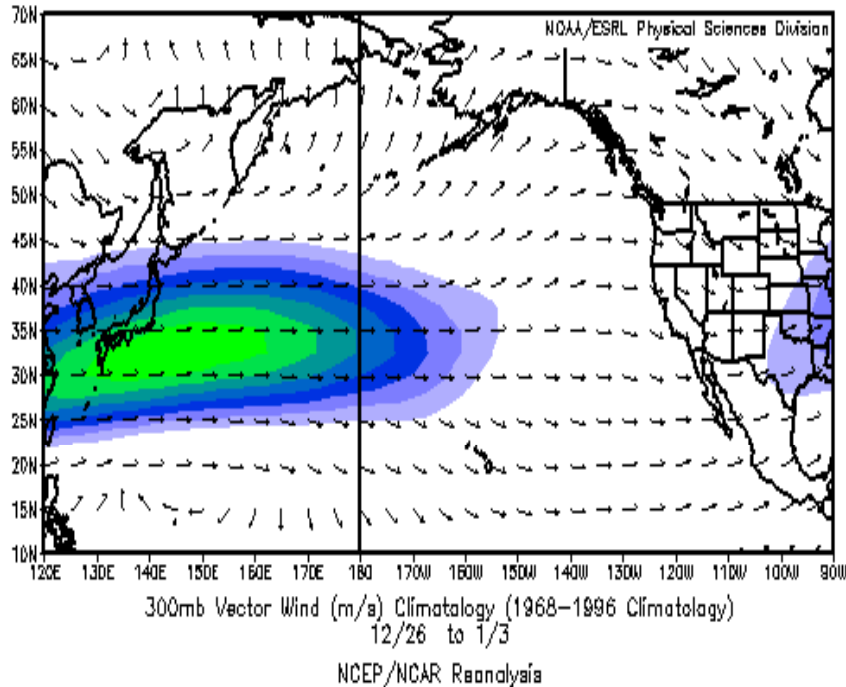 NOAA/ESRL Physical Sciences Division
70N
65N
60N
55N
50N
45N
40N
35N
30N
25N
20N
15N
10N
120E 130E 140E 150E 160E 170E 180 170W 160W 150W 140W 130W 120W 110W 100W 90W
300mb Vector Wind (m/s) Climatology (1968-1996 Climatology)
12/26 to 1/3
NCEP/NCAR Reanalysis